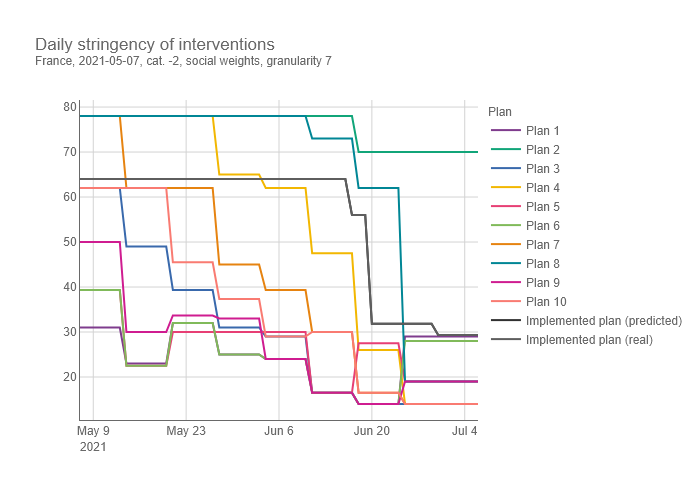 Daily stringency of interventions
France, 2021-05-07, cat. -2, social weights, granularity 7
80
70
60
50
40
30
20
May 9
2021
May 23
Jun 6
Jun 20
Jul 4
Plan
Plan 1
Plan 2
Plan 3
Plan 4
Plan 5
Plan 6
Plan 7
Plan 8
Plan 9
Plan 10
Implemented plan (predicted)
Implemented plan (real)